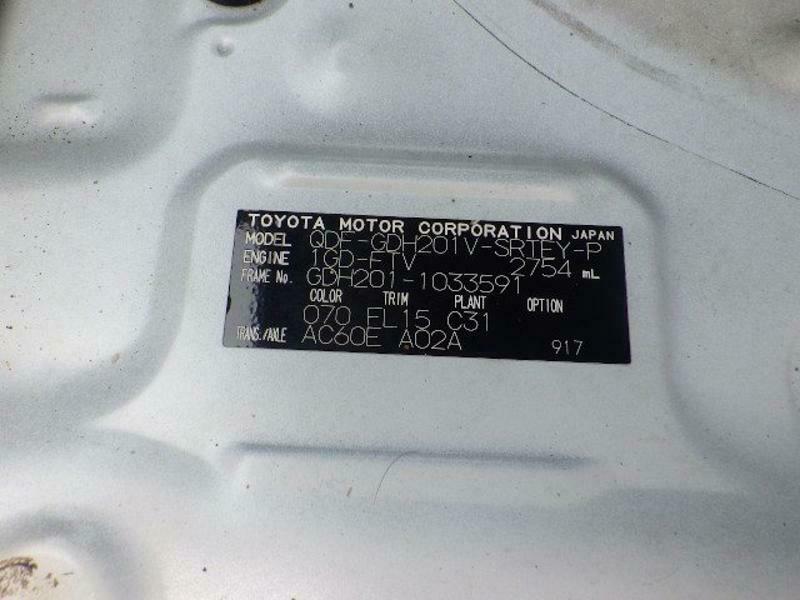 TOYOTA MOTOR CORPORATION JAPAN
MODEL QDF-GDH201V-SRTEY-P
ENGINE 1GD-FTV 2754 mL
FRAME No. GDH201-1033591
COLOR TRIM PLANT OPTION
070 FL15 C31
TRANS./AXLE AC60E A02A 917